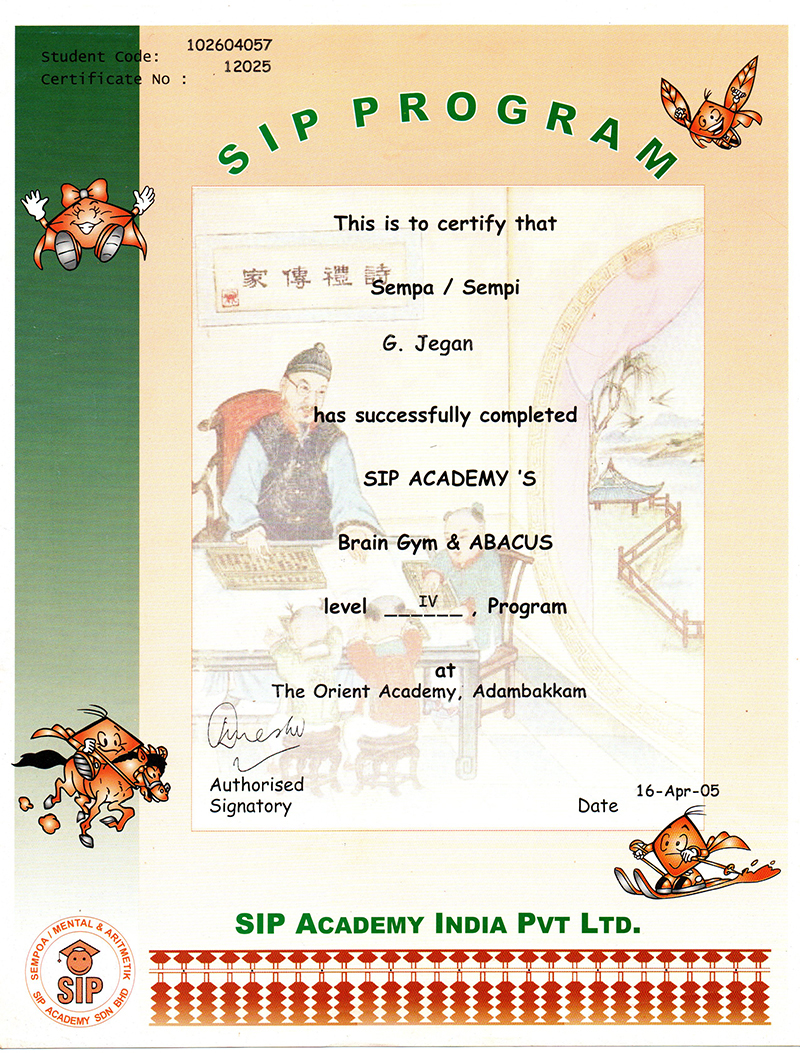 Student Code: 102604057
Certificate No : 12025
SIP PROGRAM
This is to certify that
家傳禮詩
Sempa / Sempi
G. Jegan
has successfully completed
SIP ACADEMY 'S
Brain Gym & ABACUS
level ______ IV , Program
at
The Orient Academy, Adambakkam
Authorised
Signatory
Date 16-Apr-05
SIP ACADEMY INDIA PVT LTD.
SEMPOA / MENTAL & ARITMETIK
SIP
SIP ACADEMY SDN BHD